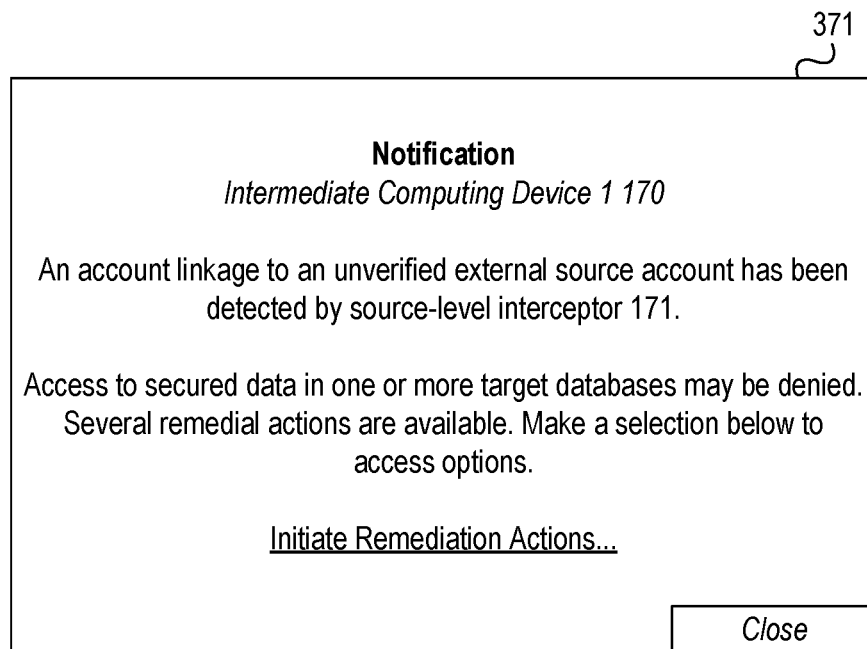 371
Notification
Intermediate Computing Device 1 170
An account linkage to an unverified external source account has been
detected by source-level interceptor 171.
Access to secured data in one or more target databases may be denied.
Several remedial actions are available. Make a selection below to
access options.
Initiate Remediation Actions...
Close